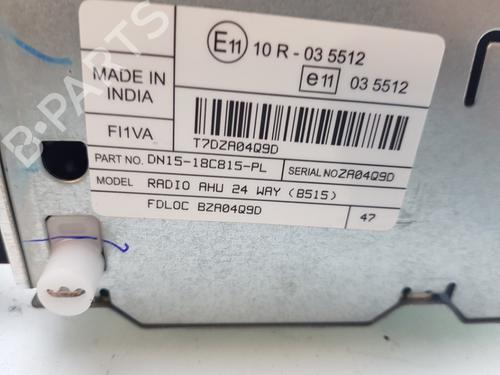 E11 10 R - 03 5512
e11 03 5512
MADE IN
INDIA
FI1VA
T7DZA04Q9D
PART NO. DN15-18C815-PL
SERIAL NO ZA04Q9D
MODEL RADIO AHU 24 WAY (B515)
FDLOC BZA04Q9D
47
B-PARTS